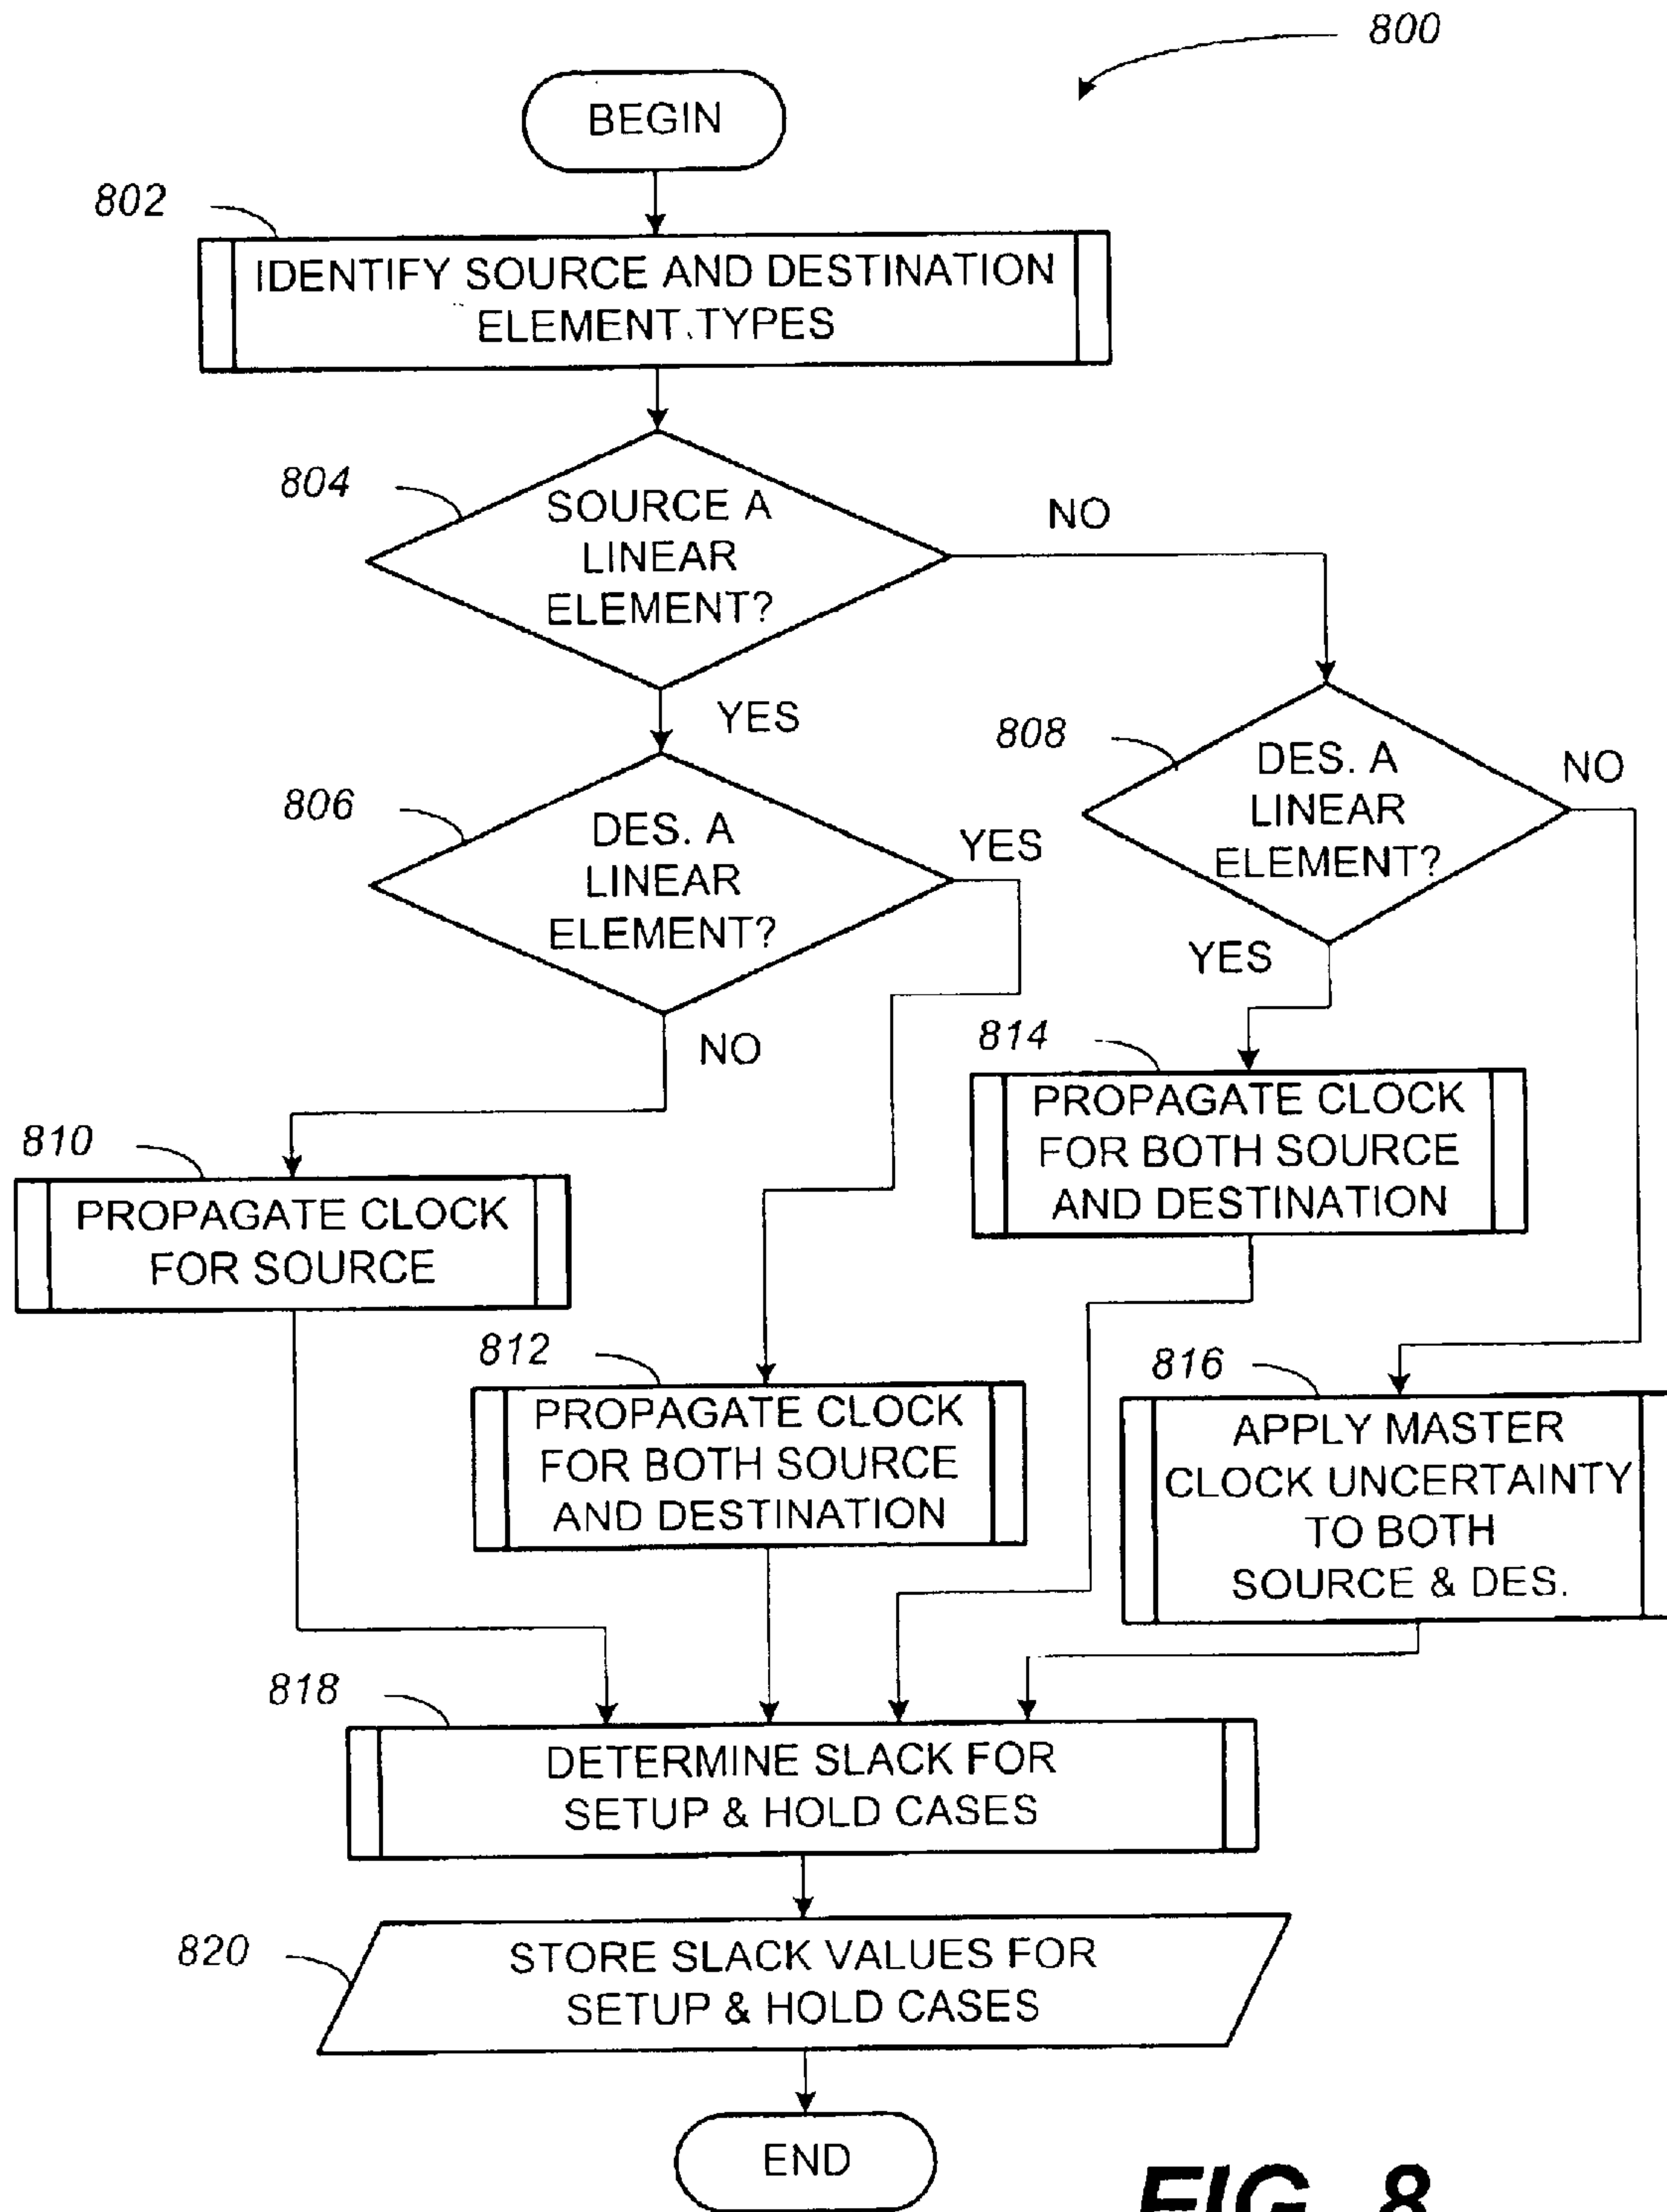 800
BEGIN
802
IDENTIFY SOURCE AND DESTINATION
ELEMENT TYPES
804
SOURCE A
LINEAR
ELEMENT?
NO
YES
806
DES. A
LINEAR
ELEMENT?
YES
NO
808
DES. A
LINEAR
ELEMENT?
NO
YES
810
PROPAGATE CLOCK
FOR SOURCE
812
PROPAGATE CLOCK
FOR BOTH SOURCE
AND DESTINATION
814
PROPAGATE CLOCK
FOR BOTH SOURCE
AND DESTINATION
816
APPLY MASTER
CLOCK UNCERTAINTY
TO BOTH
SOURCE & DES.
818
DETERMINE SLACK FOR
SETUP & HOLD CASES
820
STORE SLACK VALUES FOR
SETUP & HOLD CASES
END
FIG. 8